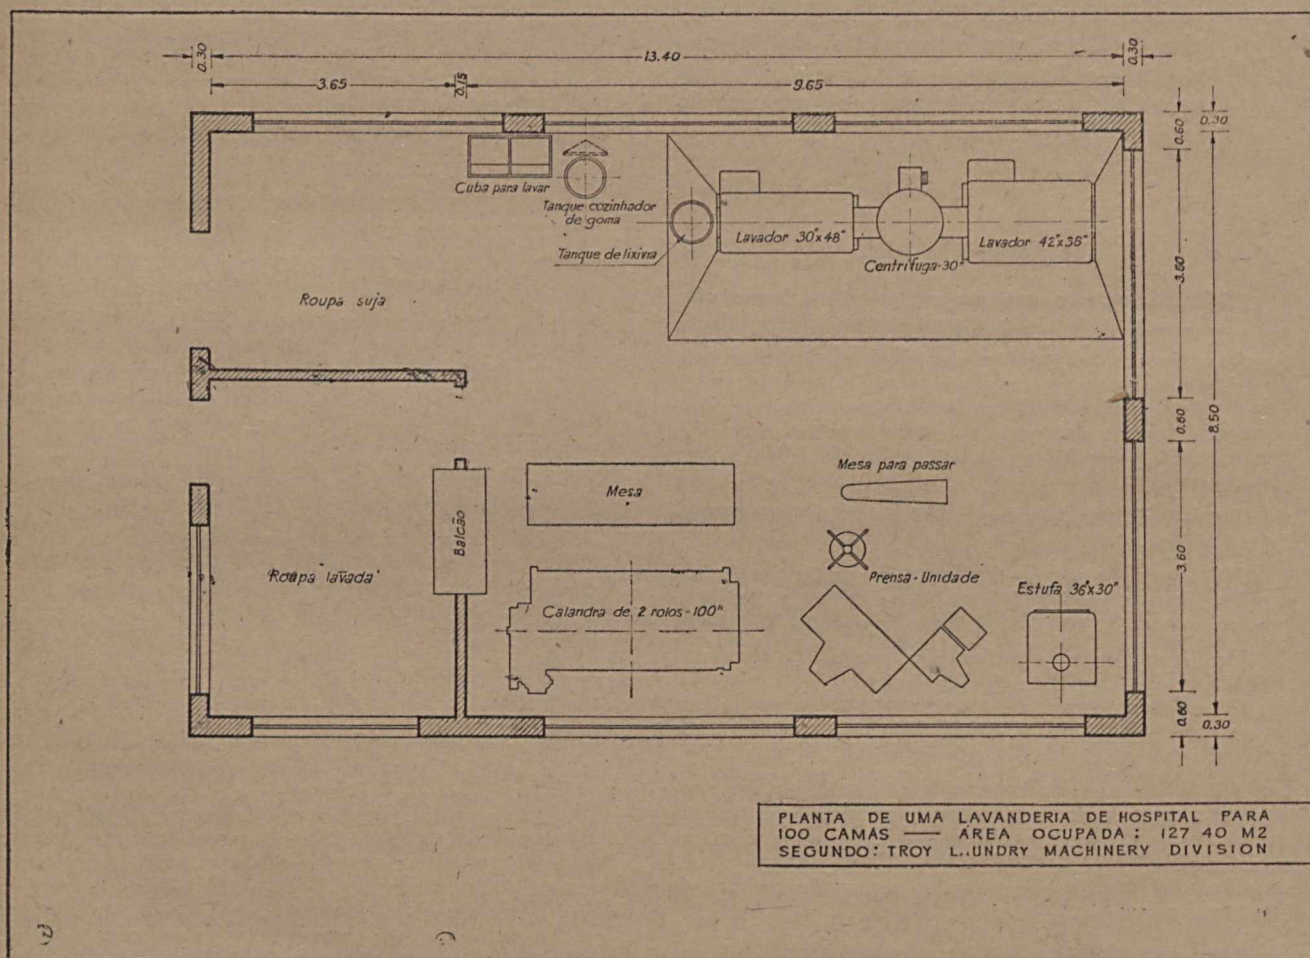 0.30
13.40
0.30
3.65
0.15
9.65
0.60
0.30
Cuba para lavar
Tanque cozinhador
de goma
Tanque de lixivia
Lavador 30"x48"
Centrífuga-30"
Lavador 42"x36"
3.60
Roupa suja
0.60
8.50
Mesa para passar
Mesa
Balcão
Roupa lavada
Prensa-Unidade
3.60
Estufa 36"x30"
Calandra de 2 rolos-100"
0.60
0.30
PLANTA DE UMA LAVANDERIA DE HOSPITAL PARA
100 CAMAS — ÁREA OCUPADA: 127 40 M2
SEGUNDO: TROY L..UNDRY MACHINERY DIVISION